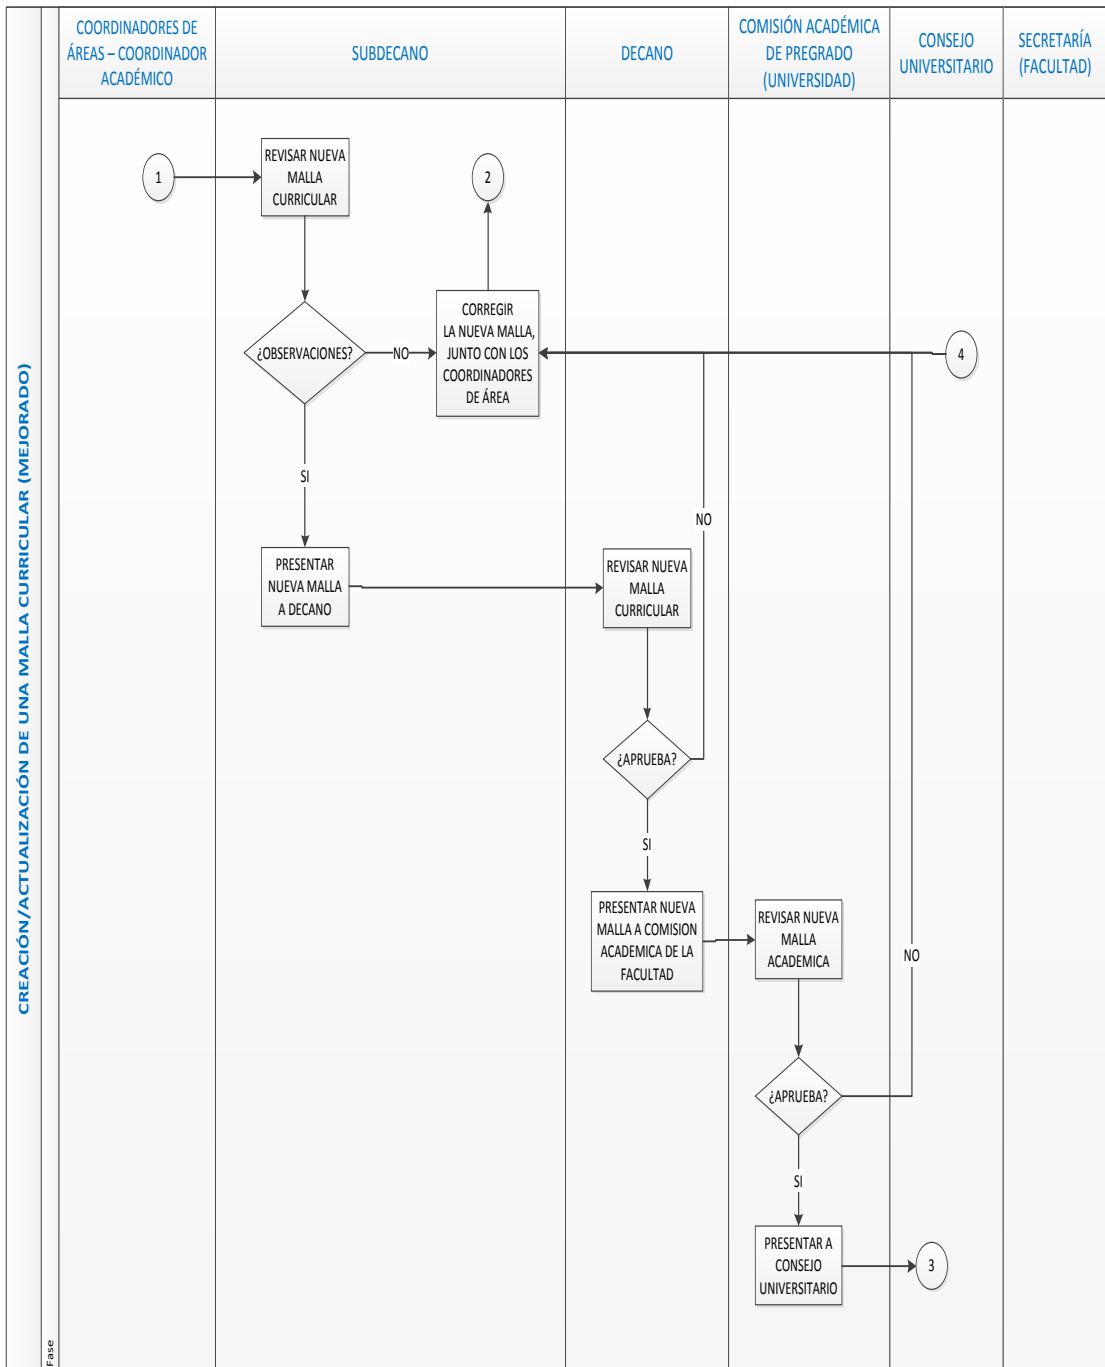 COORDINADORES DE
ÁREAS – COORDINADOR
ACADÉMICO
SUBDECANO
DECANO
COMISIÓN ACADÉMICA
DE PREGRADO
(UNIVERSIDAD)
CONSEJO
UNIVERSITARIO
SECRETARÍA
(FACULTAD)
CREACIÓN/ACTUALIZACIÓN DE UNA MALLA CURRICULAR (MEJORADO)
Fase
1
REVISAR NUEVA
MALLA
CURRICULAR
2
¿OBSERVACIONES?
NO
CORREGIR
LA NUEVA MALLA,
JUNTO CON LOS
COORDINADORES
DE ÁREA
4
SI
NO
PRESENTAR
NUEVA MALLA
A DECANO
REVISAR NUEVA
MALLA
CURRICULAR
¿APRUEBA?
SI
PRESENTAR NUEVA
MALLA A COMISION
ACADEMICA DE LA
FACULTAD
REVISAR NUEVA
MALLA
ACADEMICA
NO
¿APRUEBA?
SI
PRESENTAR A
CONSEJO
UNIVERSITARIO
3